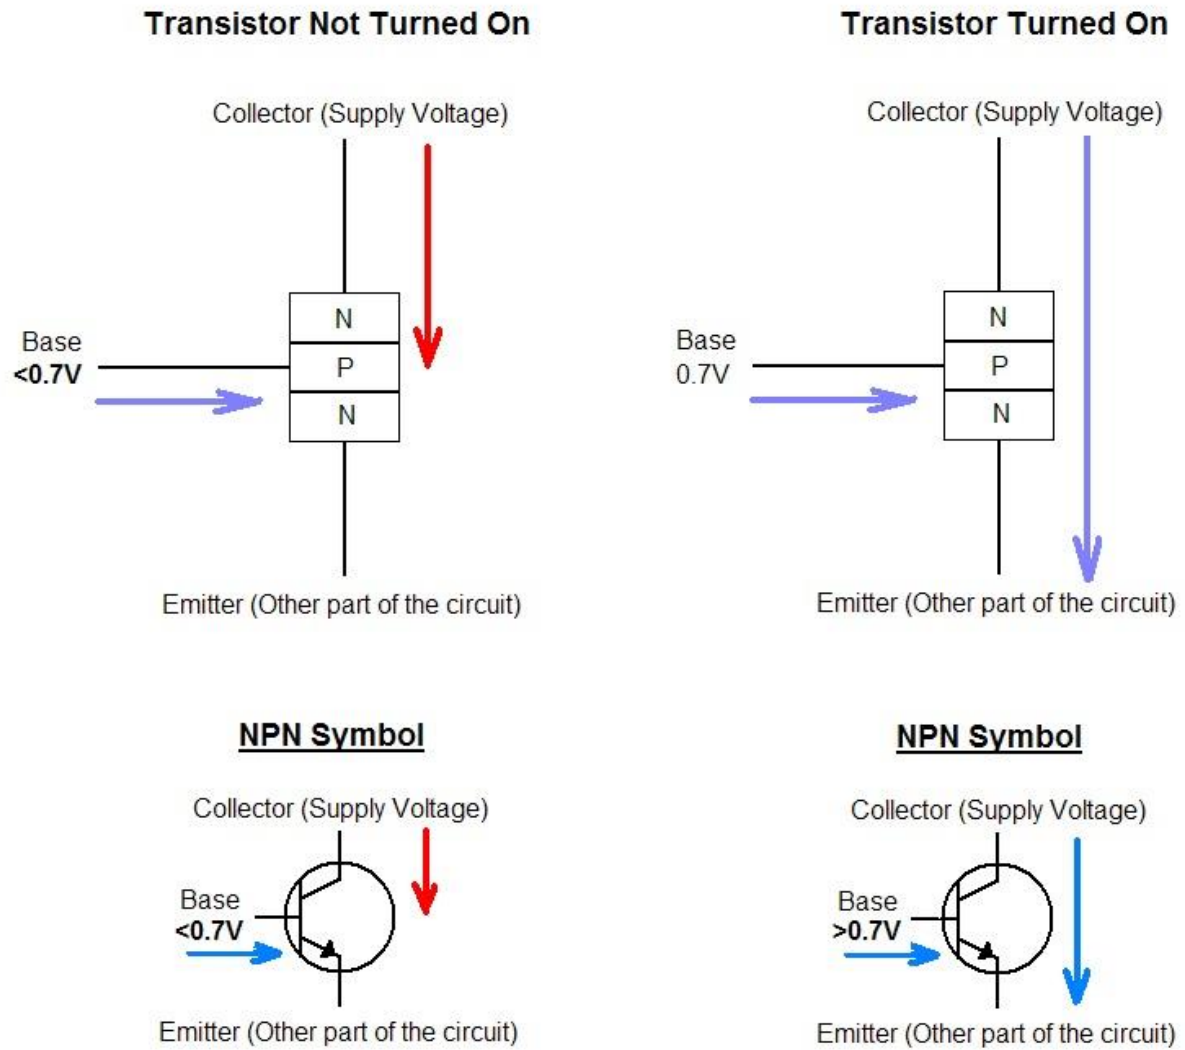 Transistor Not Turned On
Transistor Turned On
Collector (Supply Voltage)
Collector (Supply Voltage)
N
P
N
Base
<0.7V
N
P
N
Base
0.7V
Emitter (Other part of the circuit)
Emitter (Other part of the circuit)
NPN Symbol
NPN Symbol
Collector (Supply Voltage)
Collector (Supply Voltage)
Base
<0.7V
Base
>0.7V
Emitter (Other part of the circuit)
Emitter (Other part of the circuit)